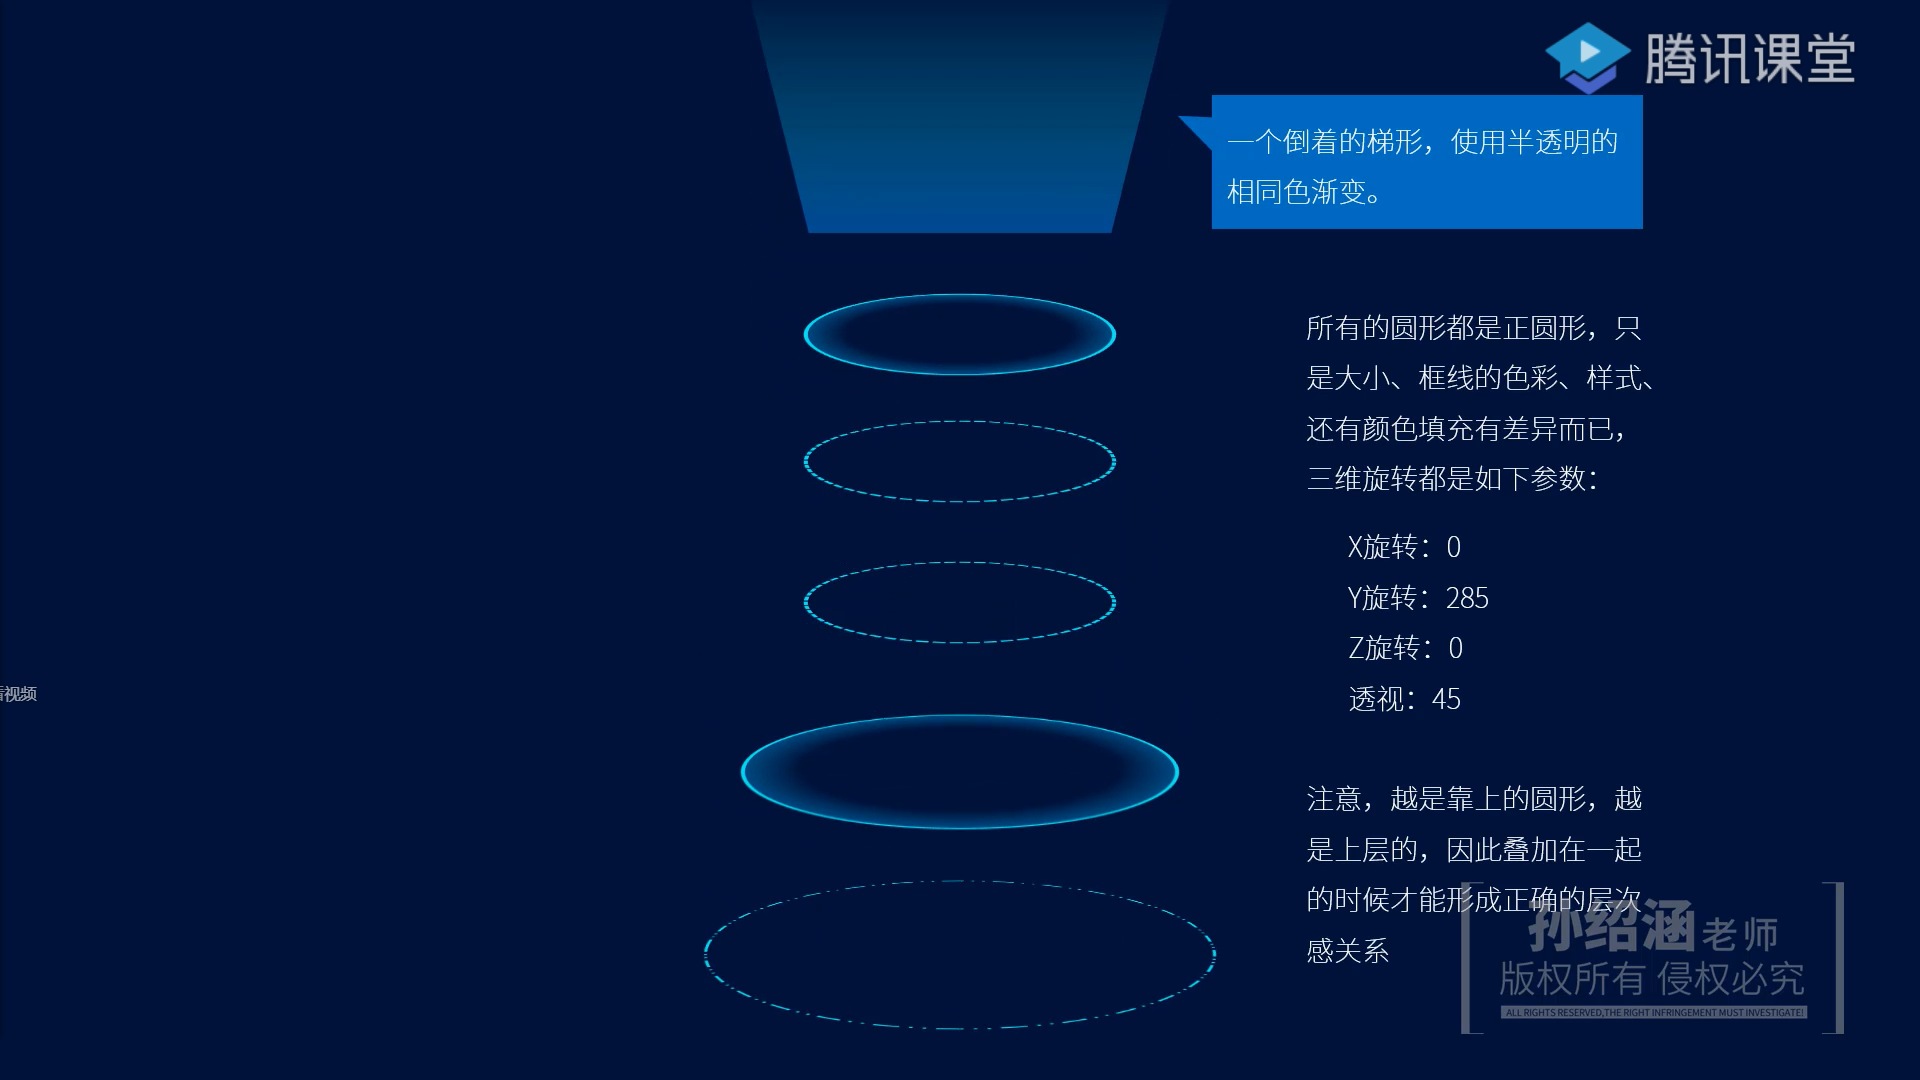 腾讯课堂
一个倒着的梯形，使用半透明的
相同色渐变。
所有的圆形都是正圆形，只
是大小、框线的色彩、样式、
还有颜色填充有差异而已，
三维旋转都是如下参数：
X旋转：0
Y旋转：285
Z旋转：0
透视：45
视频
注意，越是靠上的圆形，越
是上层的，因此叠加在一起
的时候才能形成正确的层次
感关系
孙绍涵老师
版权所有 侵权必究
ALL RIGHTS RESERVED,THE RIGHT INFRINGEMENT MUST INVESTIGATE!